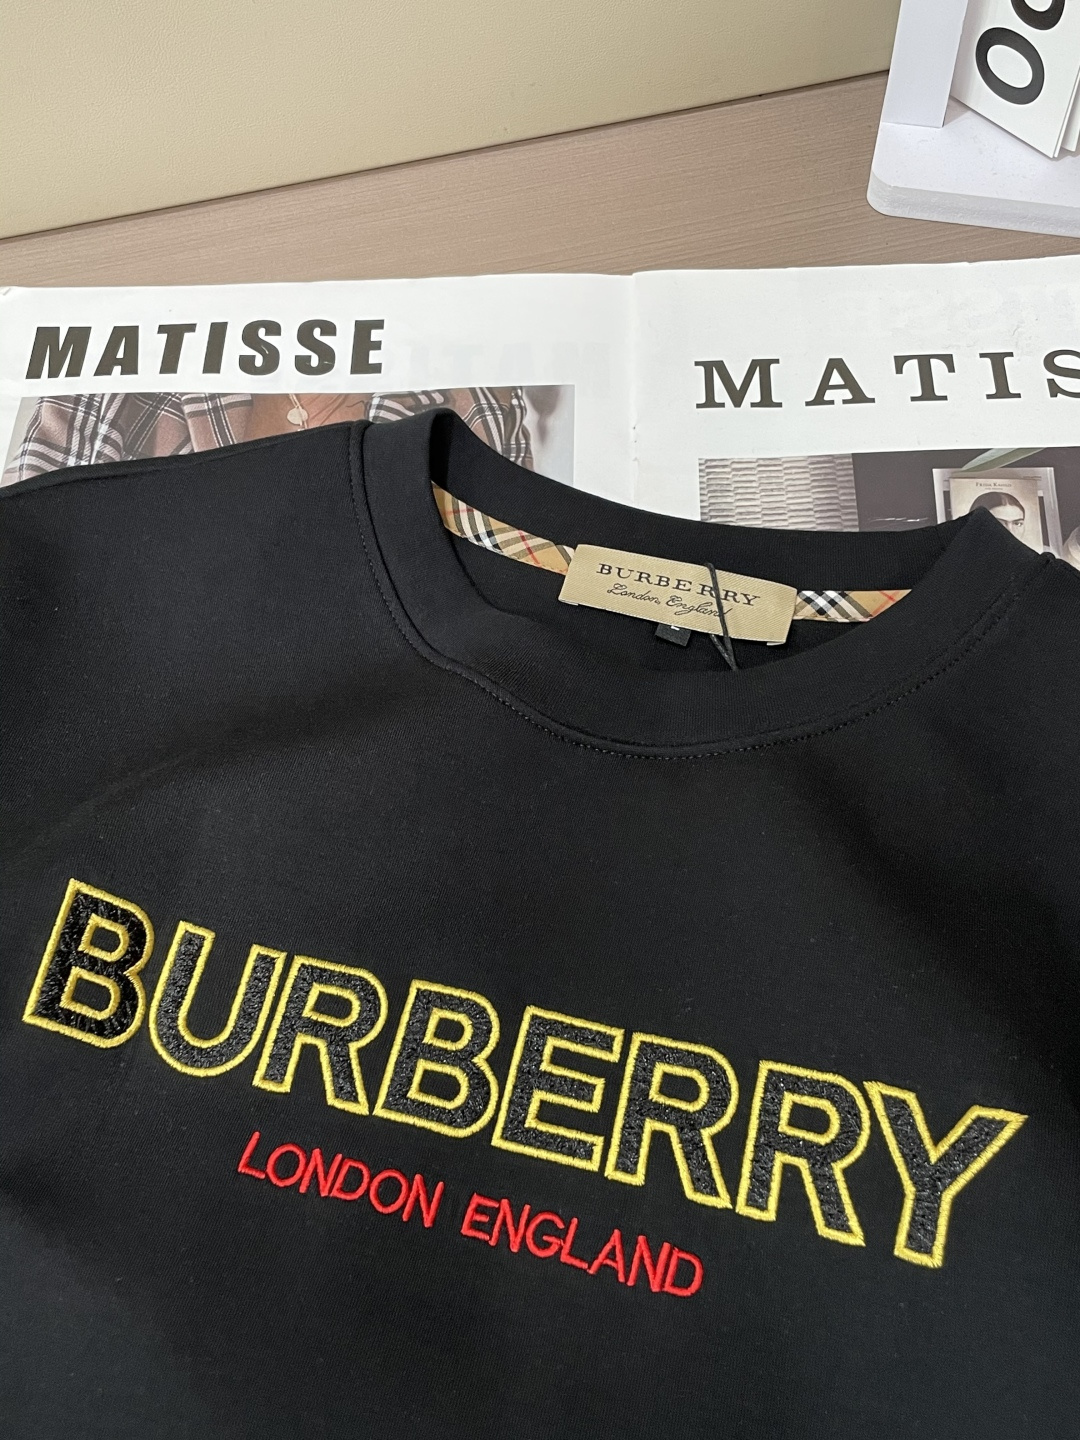 MATISSE
MATIS
BURBERRY
London England
BURBERRY
LONDON ENGLAND